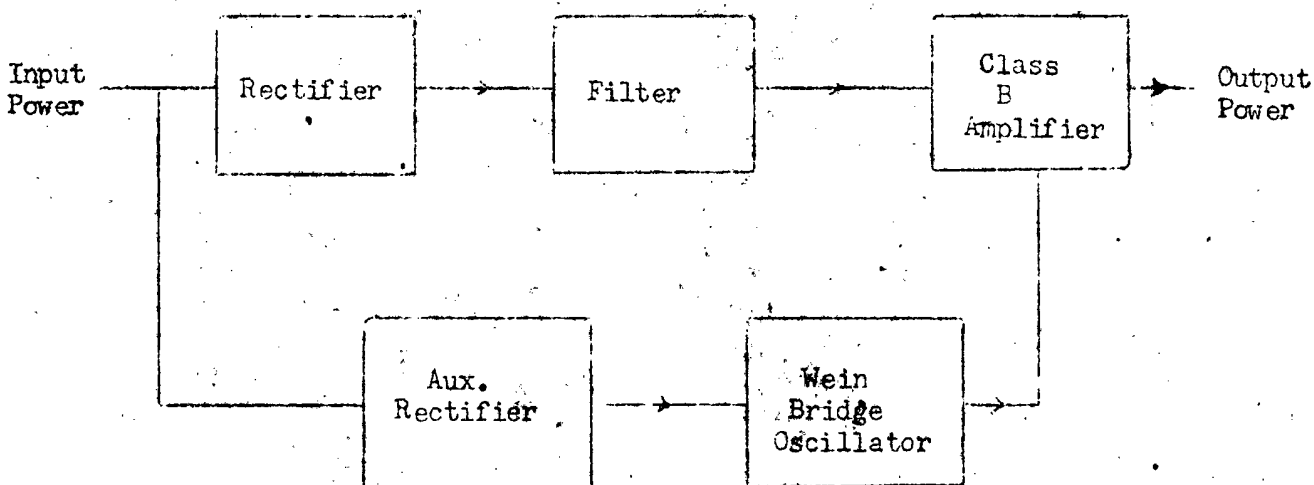 Input
Power
Rectifier
Filter
Class
B
Amplifier
Output
Power
Aux.
Rectifier
Wein
Bridge
Oscillator